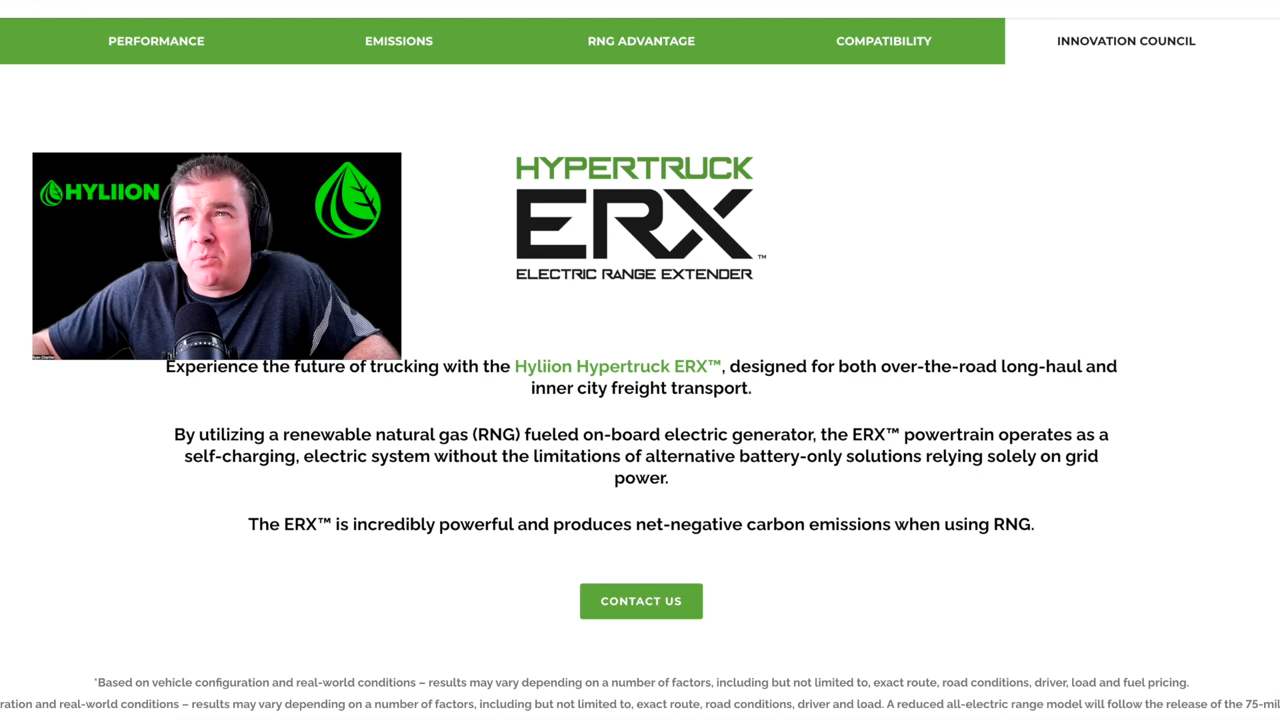 PERFORMANCE EMISSIONS RNG ADVANTAGE COMPATIBILITY INNOVATION COUNCIL
HYLIION
HYPERTRUCK
ERX™
ELECTRIC RANGE EXTENDER
Ryan Chartier
Experience the future of trucking with the Hyliion Hypertruck ERX™, designed for both over-the-road long-haul and
inner city freight transport.
By utilizing a renewable natural gas (RNG) fueled on-board electric generator, the ERX™ powertrain operates as a
self-charging, electric system without the limitations of alternative battery-only solutions relying solely on grid
power.
The ERX™ is incredibly powerful and produces net-negative carbon emissions when using RNG.
CONTACT US
*Based on vehicle configuration and real-world conditions – results may vary depending on a number of factors, including but not limited to, exact route, road conditions, driver, load and fuel pricing.
ration and real-world conditions – results may vary depending on a number of factors, including but not limited to, exact route, road conditions, driver and load. A reduced all-electric range model will follow the release of the 75-mil